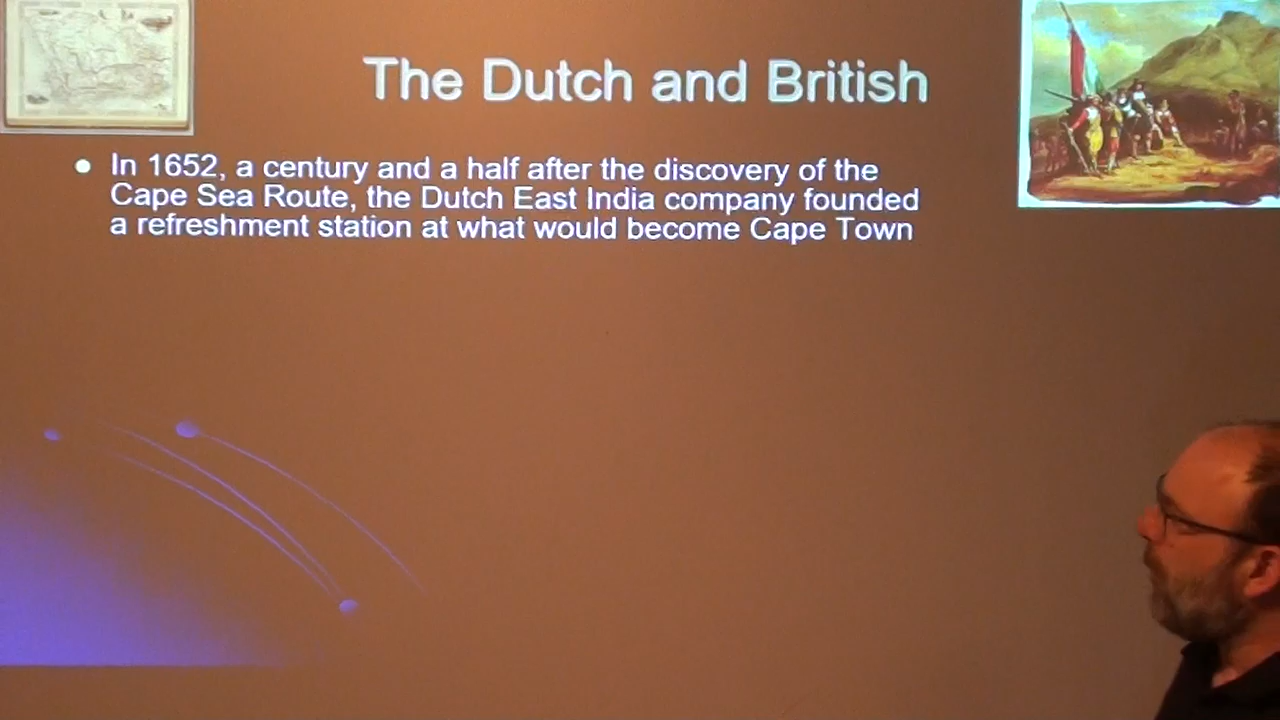 The Dutch and British
In 1652, a century and a half after the discovery of the
Cape Sea Route, the Dutch East India company founded
a refreshment station at what would become Cape Town